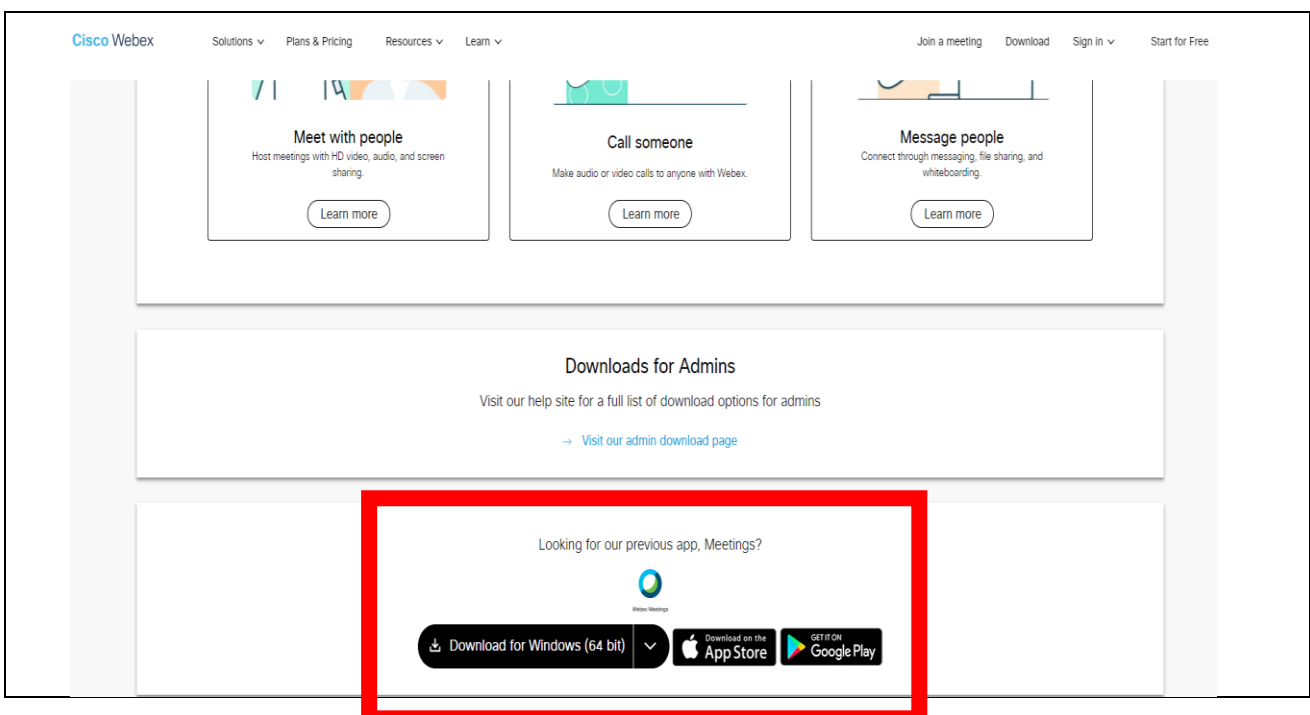 Cisco Webex Solutions Plans & Pricing Resources Learn Join a meeting Download Sign in Start for Free
Meet with people
Host meetings with HD video, audio, and screen
sharing.
Learn more
Call someone
Make audio or video calls to anyone with Webex.
Learn more
Message people
Connect through messaging, file sharing, and
whiteboarding.
Learn more
Downloads for Admins
Visit our help site for a full list of download options for admins
→ Visit our admin download page
Looking for our previous app, Meetings?
Webex Meetings
Download for Windows (64 bit)
Download on the
App Store
GET IT ON
Google Play